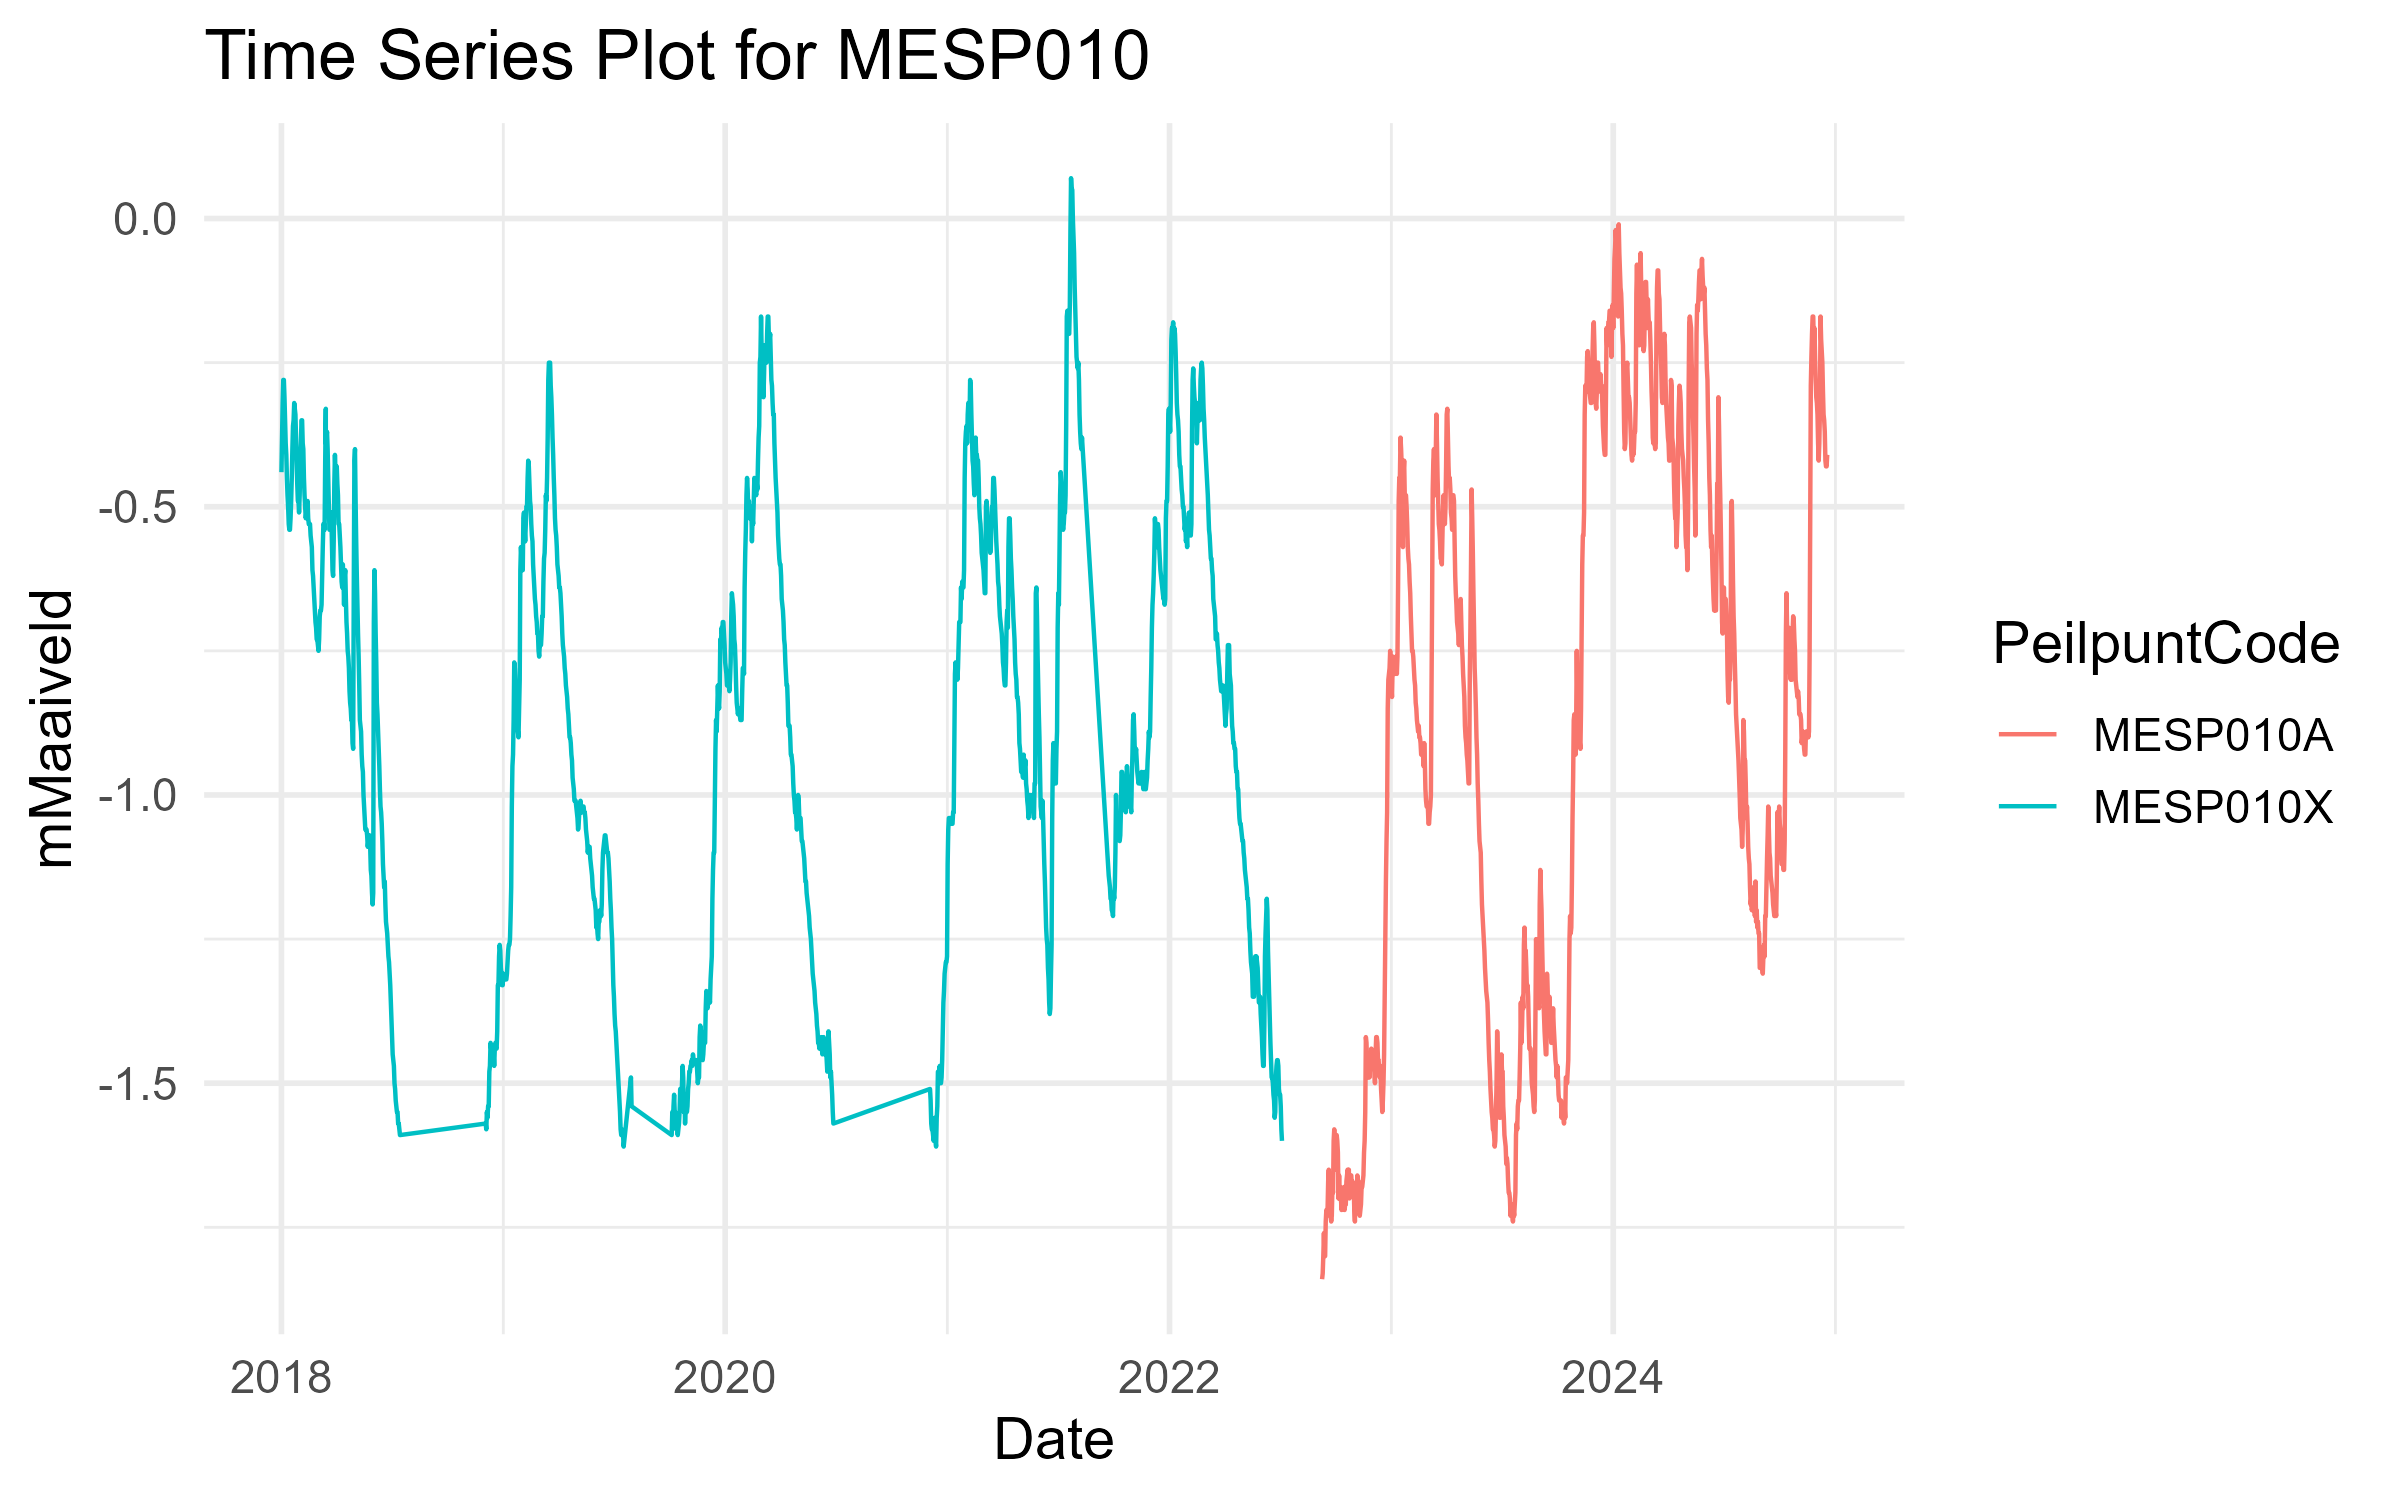 Time Series Plot for MESP010
mMaaiveld
0.0
-0.5
-1.0
-1.5
2018
2020
2022
2024
Date
PeilpuntCode
MESP010A
MESP010X